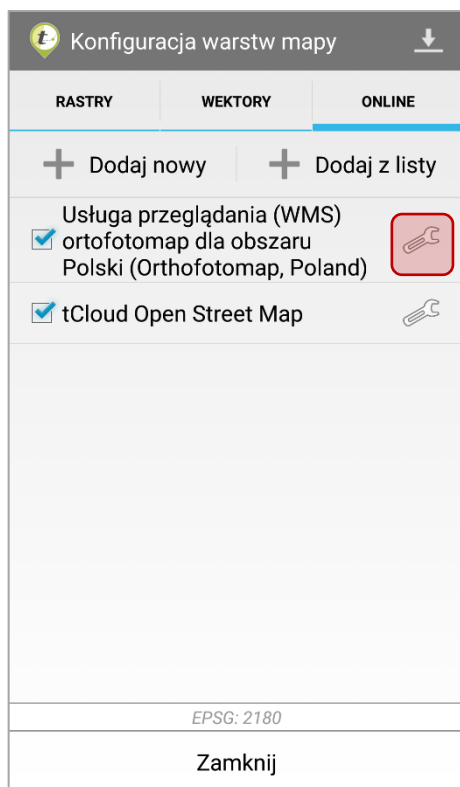 t
Konfiguracja warstw mapy
RASTRY WEKTORY ONLINE
Dodaj nowy Dodaj z listy
Usługa przeglądania (WMS)
ortofotomap dla obszaru
Polski (Orthofotomap, Poland)
tCloud Open Street Map
EPSG: 2180
Zamknij